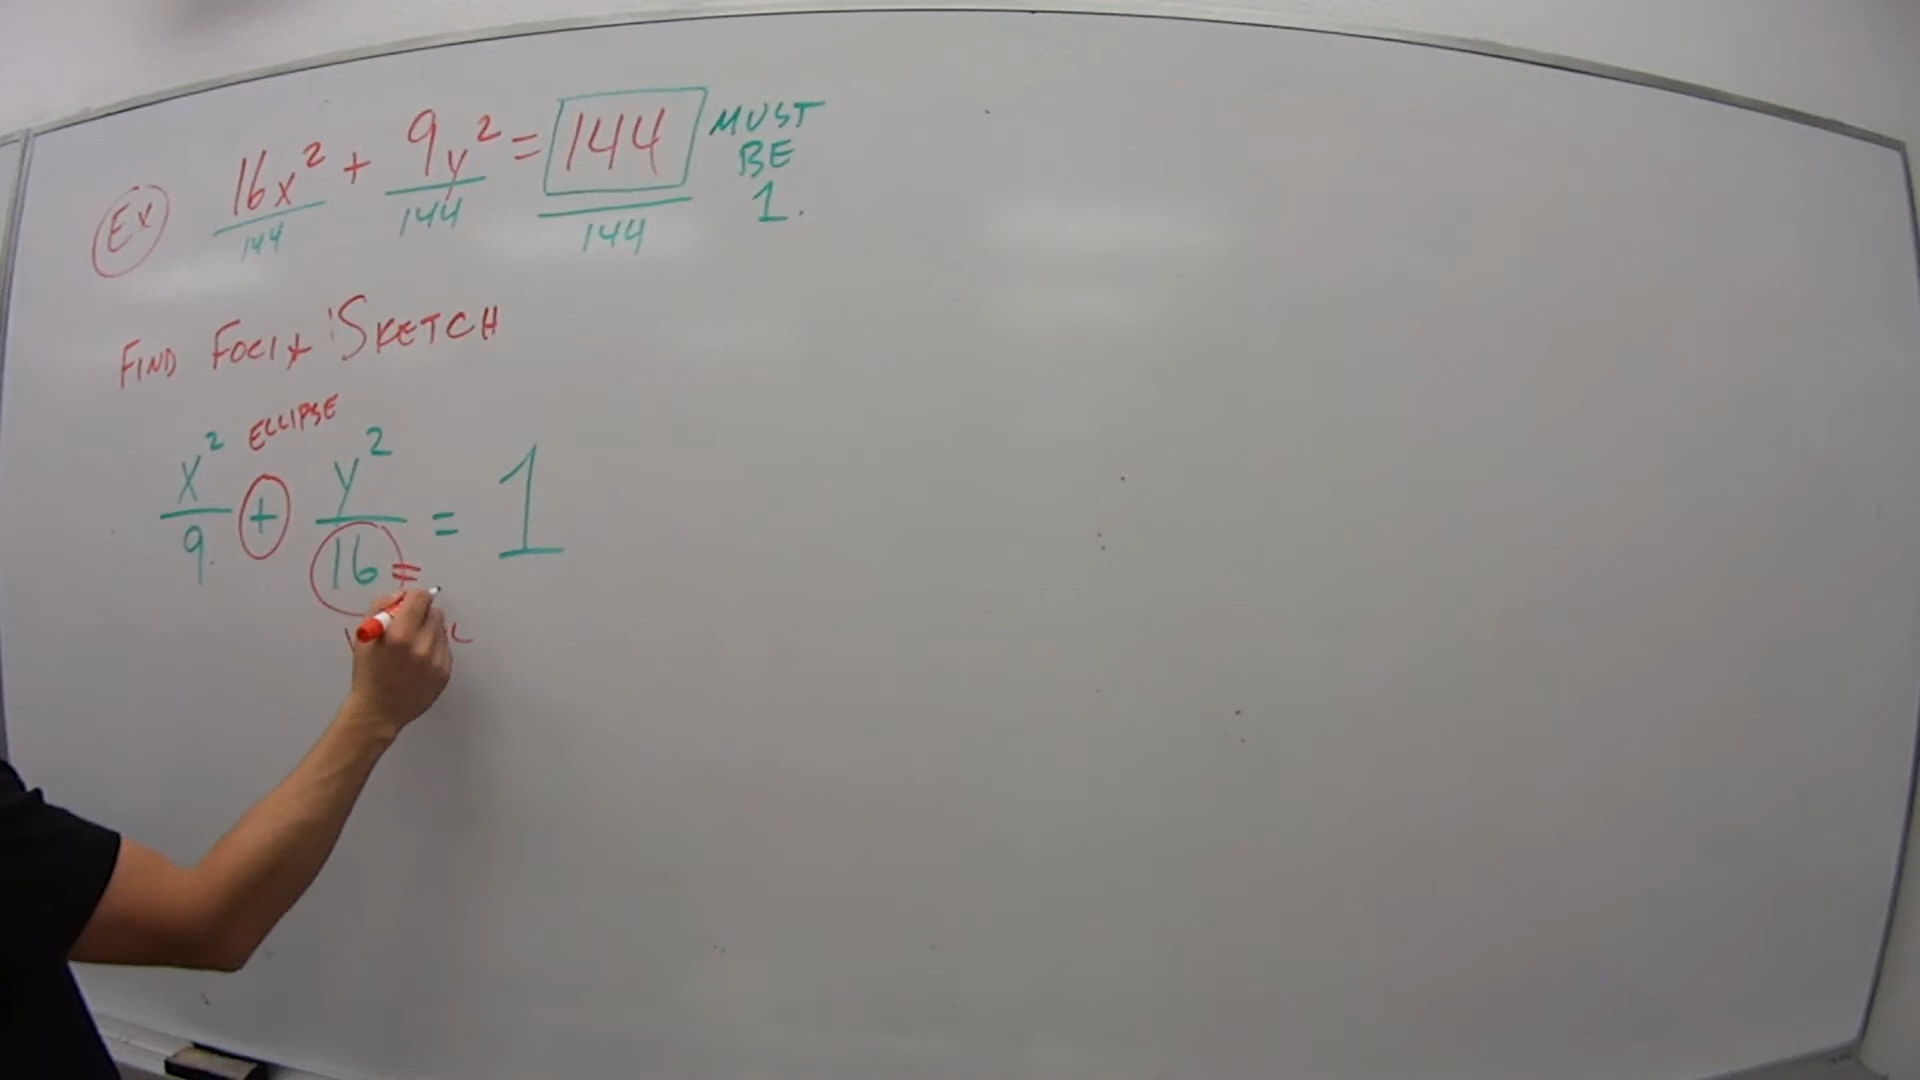 Ex 16x²/144 + 9y²/144 = 144/144 MUST BE 1.
FIND FOCI + SKETCH
ELLIPSE
x²/9 + y²/16 = 1
=